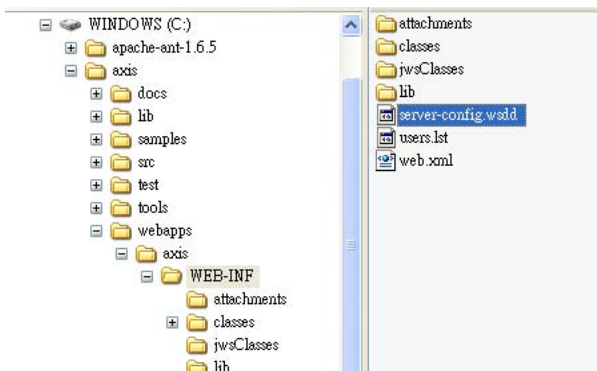 WINDOWS (C:)
apache-ant-1.6.5
axis
docs
lib
samples
src
test
tools
webapps
axis
WEB-INF
attachments
classes
jwsClasses
lib
attachments
classes
jwsClasses
lib
server-config.wsdd
users.lst
web.xml